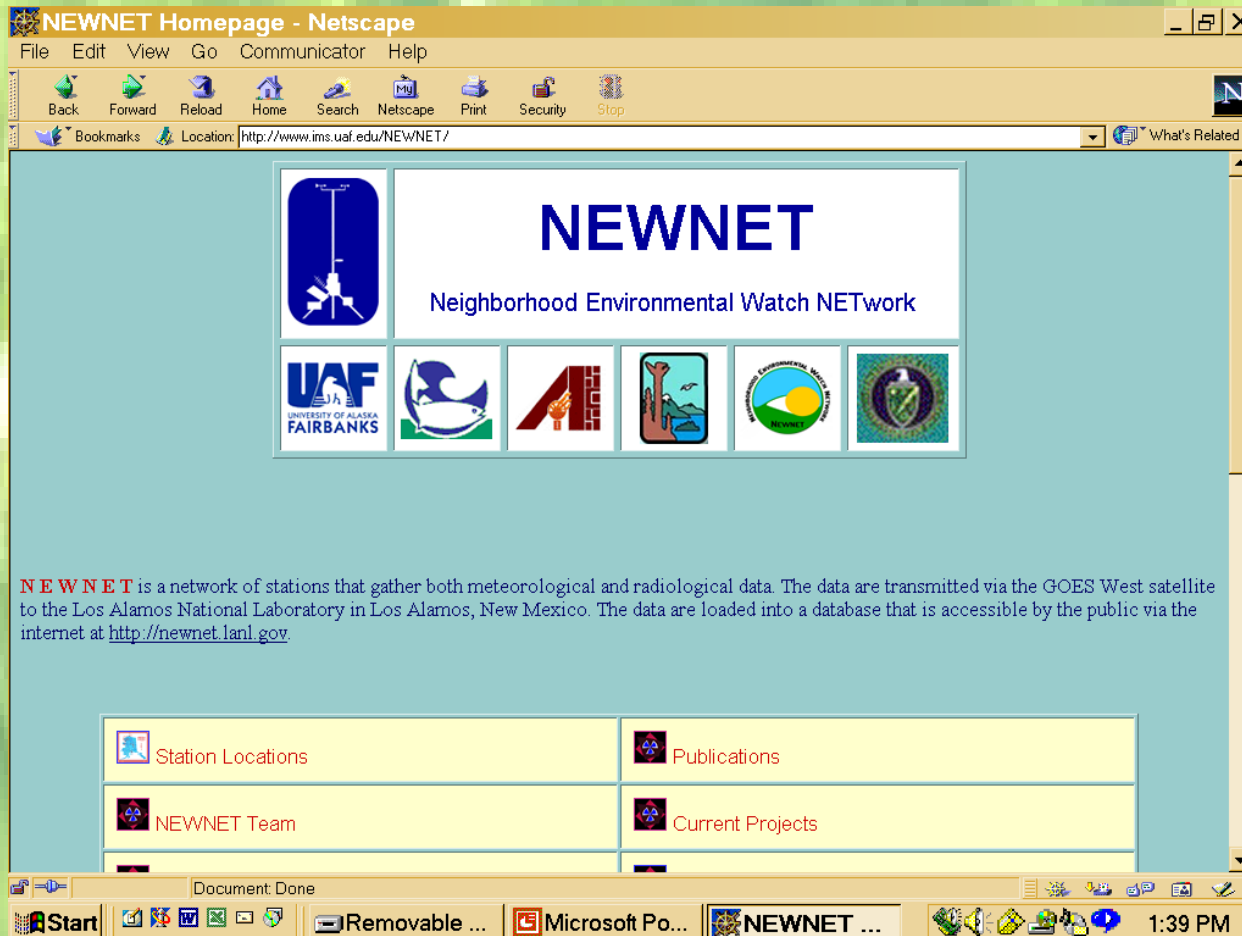 NEWNET Homepage - Netscape
File Edit View Go Communicator Help
Back Forward Reload Home Search Netscape Print Security Stop
My
N
Bookmarks Location: http://www.ims.uaf.edu/NEWNET/ What's Related
NEWNET
Neighborhood Environmental Watch NETwork
UAF
UNIVERSITY OF ALASKA
FAIRBANKS
NEIGHBORHOOD ENVIRONMENTAL WATCH NETWORK
NEWNET
N E W N E T is a network of stations that gather both meteorological and radiological data. The data are transmitted via the GOES West satellite
to the Los Alamos National Laboratory in Los Alamos, New Mexico. The data are loaded into a database that is accessible by the public via the
internet at http://newnet.lanl.gov.
Station Locations Publications
NEWNET Team Current Projects
Document: Done
Start Removable ... Microsoft Po... NEWNET ... 1:39 PM